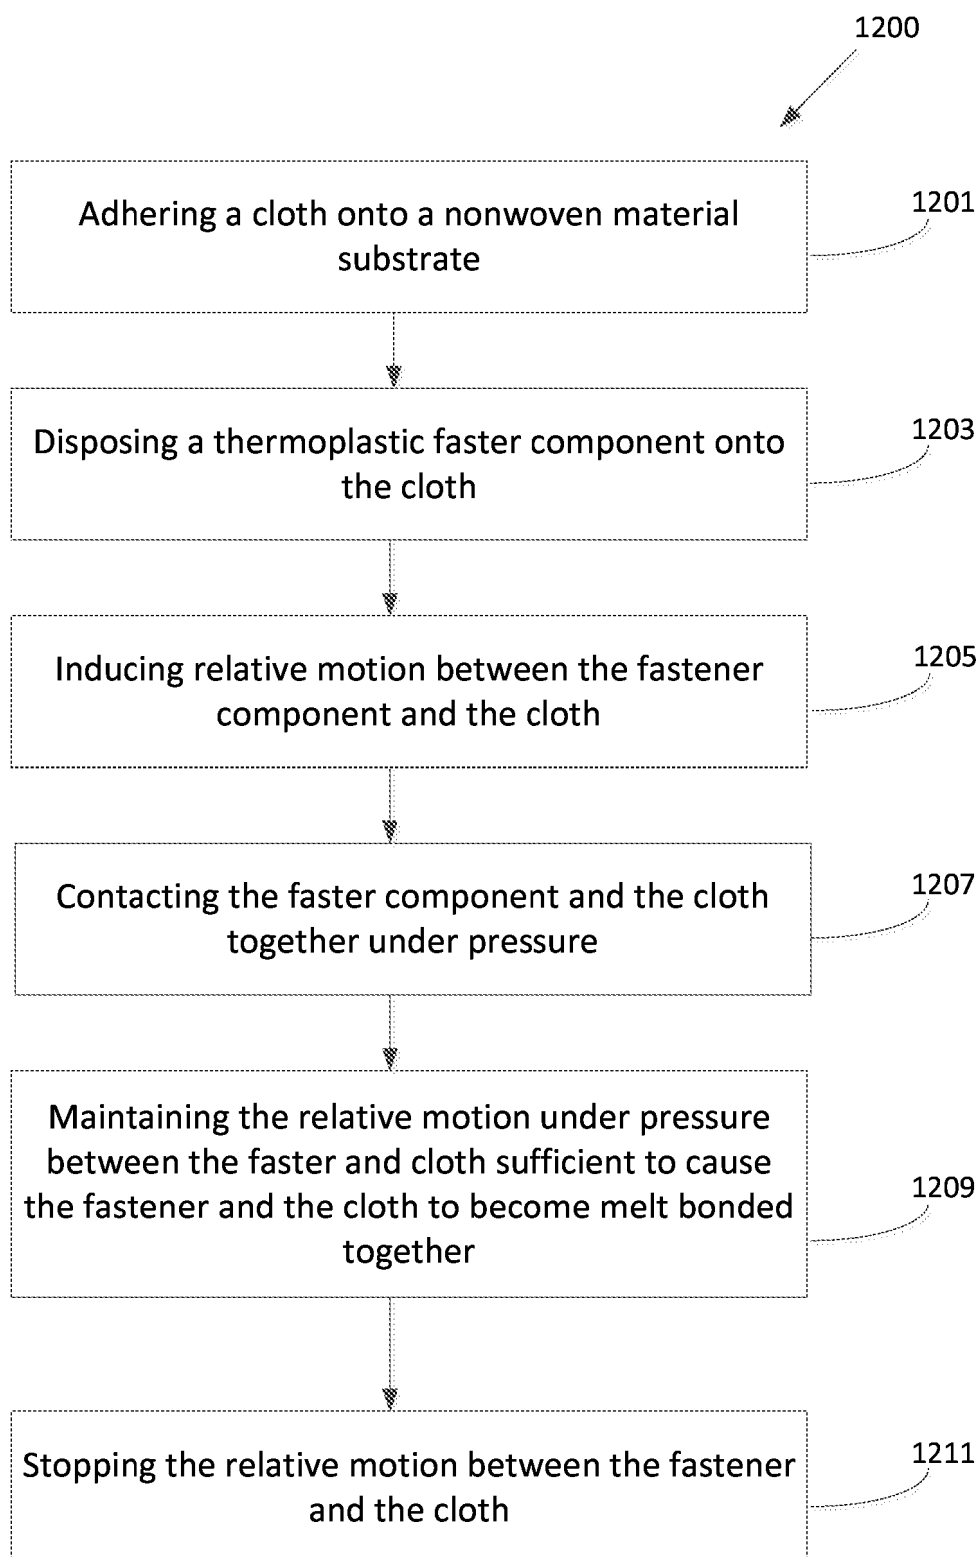 1200
Adhering a cloth onto a nonwoven material
substrate
1201
Disposing a thermoplastic faster component onto
the cloth
1203
Inducing relative motion between the fastener
component and the cloth
1205
Contacting the faster component and the cloth
together under pressure
1207
Maintaining the relative motion under pressure
between the faster and cloth sufficient to cause
the fastener and the cloth to become melt bonded
together
1209
Stopping the relative motion between the fastener
and the cloth
1211